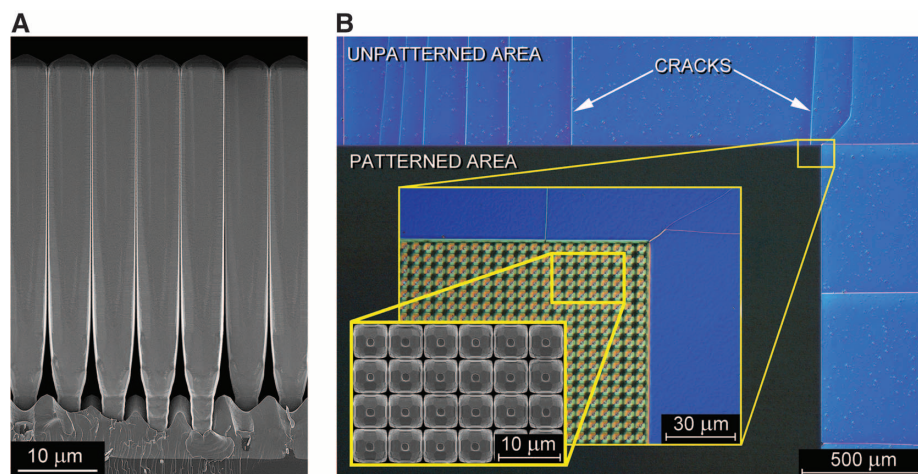 A
B
UNPATTERNED AREA
CRACKS
PATTERNED AREA
10 μm
10 μm
30 μm
500 μm